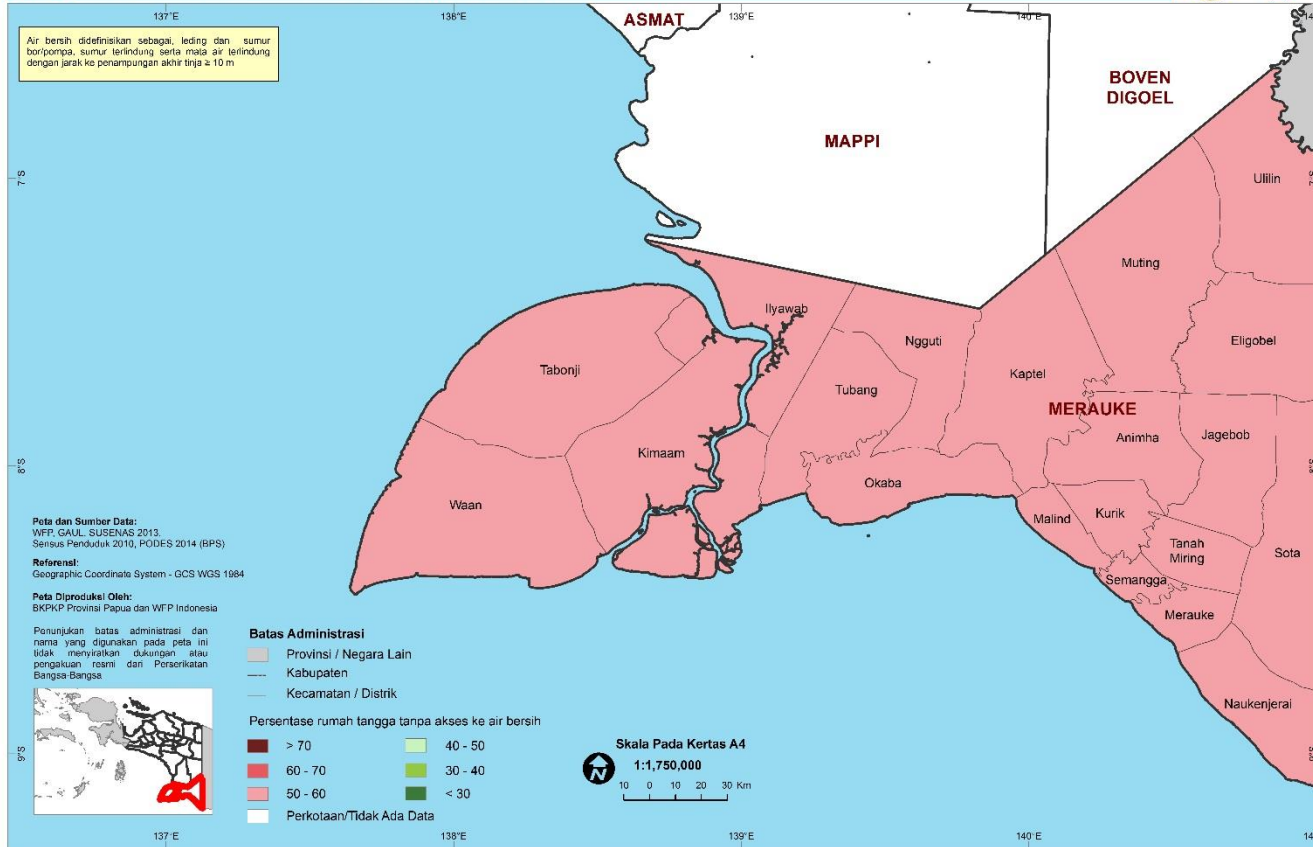 137°E
138°E
139°E
140°E
Air bersih didefinisikan sebagai, leding dan sumur
bor/pompa, sumur terlindung serta mata air terlindung
dengan jarak ke penampungan akhir tinja ≥ 10 m
ASMAT
BOVEN
DIGOEL
MAPPI
7°S
7°S
Ulilin
Muting
Ilyawab
Ngguti
Eligobel
Tabonji
Kaptel
Tubang
MERAUKE
Animha
Jagebob
Kimaam
8°S
8°S
Okaba
Waan
Malind
Kurik
Tanah
Miring
Sota
Semangga
Merauke
Naukenjerai
9°S
9°S
Peta dan Sumber Data:
WFP, GAUL. SUSENAS 2013.
Sensus Penduduk 2010, PODES 2014 (BPS)
Referensi:
Geographic Coordinate System - GCS WGS 1984
Peta Diproduksi Oleh:
BKPKP Provinsi Papua dan WFP Indonesia
Penunjukan batas administrasi dan
nama yang digunakan pada peta ini
tidak menyiratkan dukungan atau
pengakuan resmi dari Perserikatan
Bangsa-Bangsa
Batas Administrasi
Provinsi / Negara Lain
Kabupaten
Kecamatan / Distrik
Persentase rumah tangga tanpa akses ke air bersih
> 70
40 - 50
60 - 70
30 - 40
50 - 60
< 30
Perkotaan/Tidak Ada Data
N
Skala Pada Kertas A4
1:1,750,000
10 0 10 20 30 Km
137°E
138°E
139°E
140°E